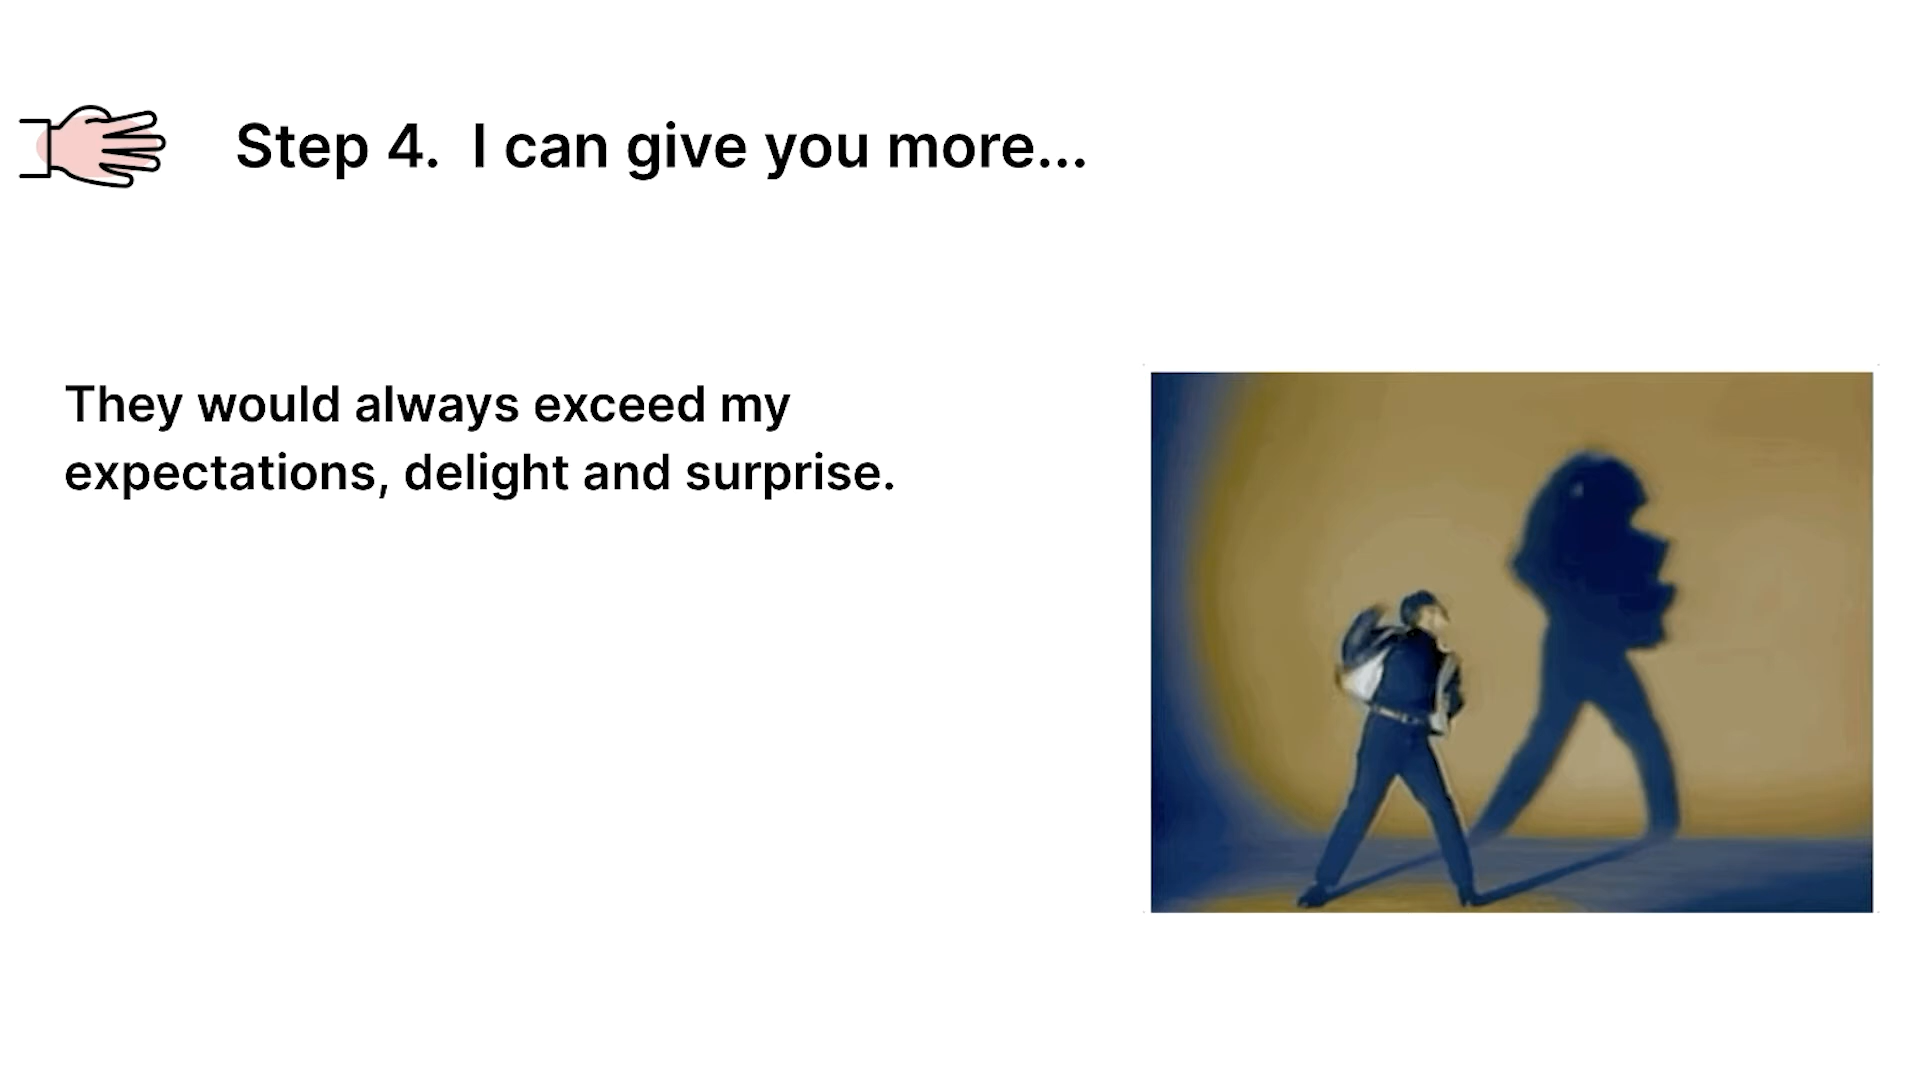 Step 4. I can give you more...
They would always exceed my
expectations, delight and surprise.